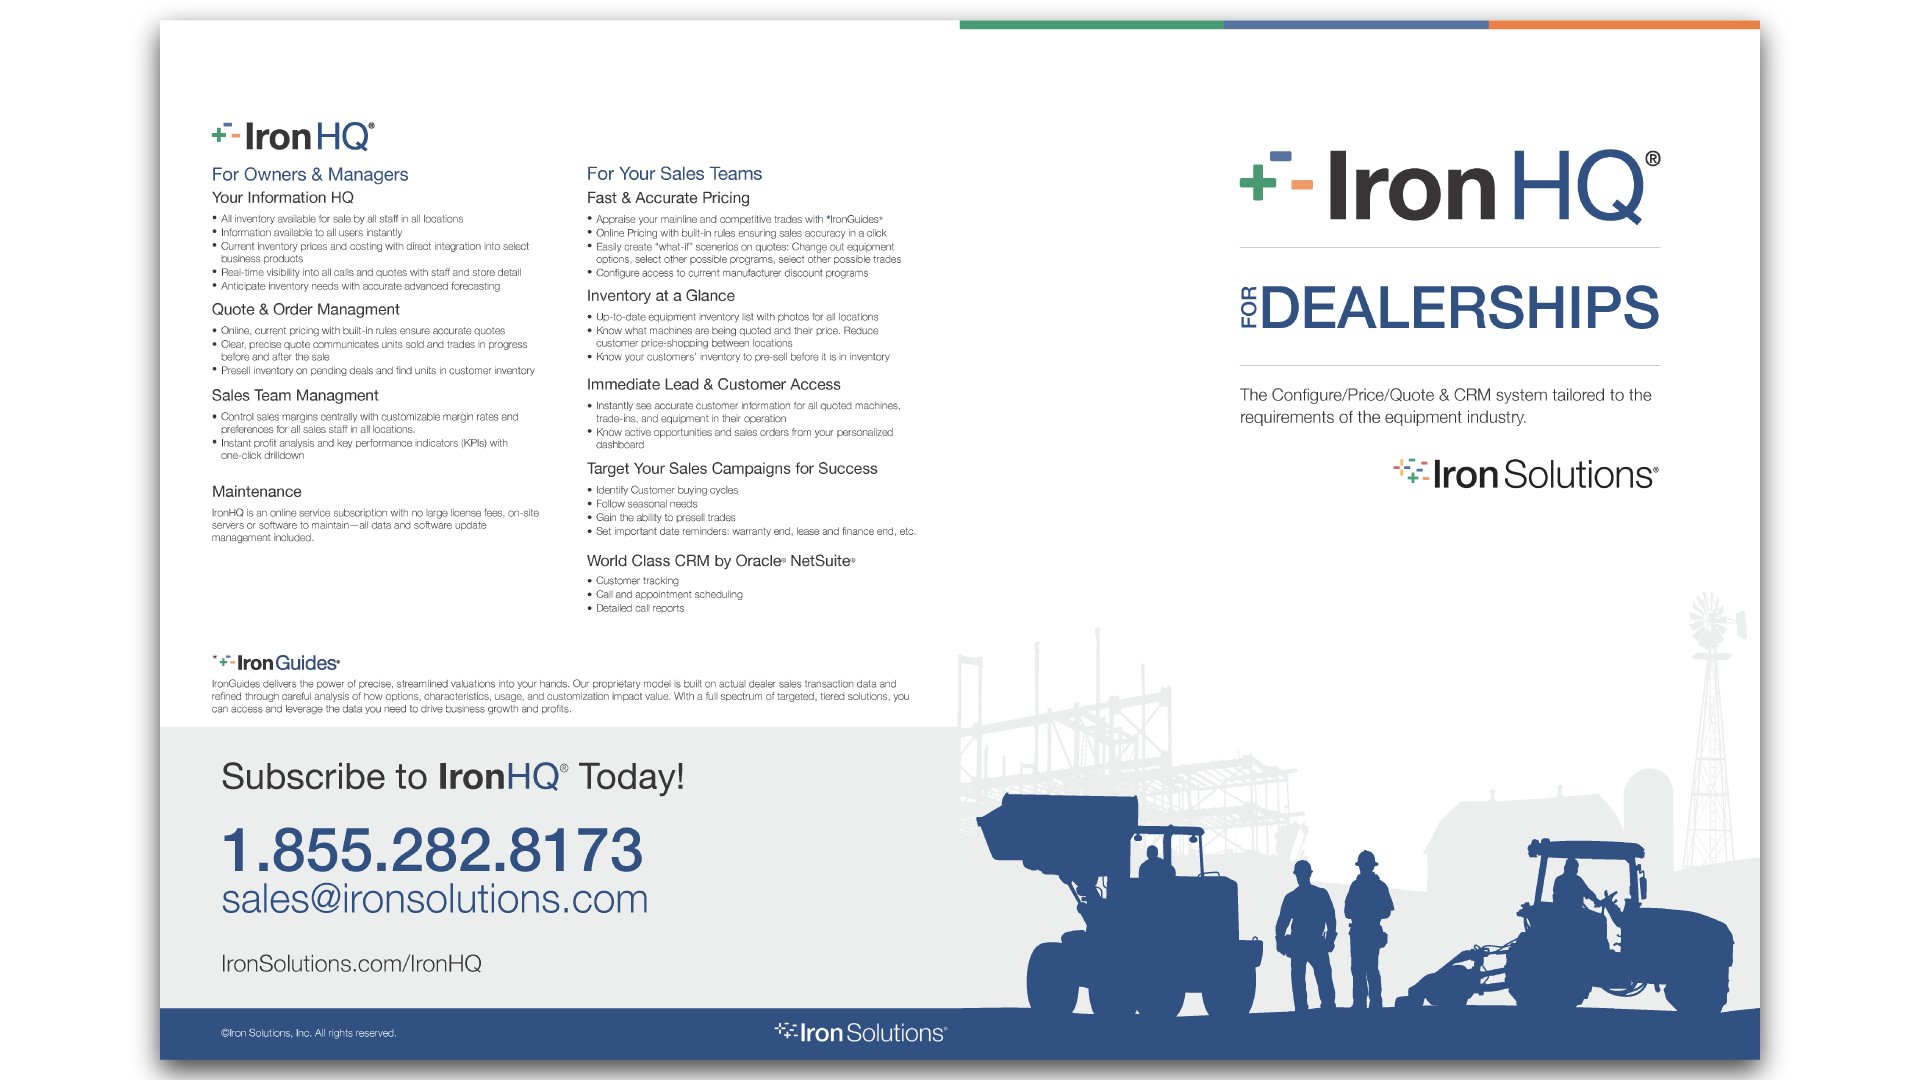 IronHQ®
For Owners & Managers
Your Information HQ
• All inventory available for sale by all staff in all locations
• Information available to all users instantly
• Current inventory prices and costing with direct integration into select
business products
• Real-time visibility into all calls and quotes with staff and store detail
• Anticipate inventory needs with accurate advanced forecasting
Quote & Order Managment
• Online, current pricing with built-in rules ensure accurate quotes
• Clear, precise quote communicates units sold and trades in progress
before and after the sale
• Presell inventory on pending deals and find units in customer inventory
Sales Team Managment
• Control sales margins centrally with customizable margin rates and
preferences for all sales staff in all locations.
• Instant profit analysis and key performance indicators (KPIs) with
one-click drilldown
Maintenance
IronHQ is an online service subscription with no large license fees, on-site
servers or software to maintain—all data and software update
management included.
For Your Sales Teams
Fast & Accurate Pricing
• Appraise your mainline and competitive trades with *IronGuides®
• Online Pricing with built-in rules ensuring sales accuracy in a click
• Easily create "what-if" scenerios on quotes: Change out equipment
options, select other possible programs, select other possible trades
• Configure access to current manufacturer discount programs
Inventory at a Glance
• Up-to-date equipment inventory list with photos for all locations
• Know what machines are being quoted and their price. Reduce
customer price-shopping between locations
• Know your customers' inventory to pre-sell before it is in inventory
Immediate Lead & Customer Access
• Instantly see accurate customer information for all quoted machines,
trade-ins, and equipment in their operation
• Know active opportunities and sales orders from your personalized
dashboard
Target Your Sales Campaigns for Success
• Identify Customer buying cycles
• Follow seasonal needs
• Gain the ability to presell trades
• Set important date reminders: warranty end, lease and finance end, etc.
World Class CRM by Oracle® NetSuite®
• Customer tracking
• Call and appointment scheduling
• Detailed call reports
*IronGuides®
IronGuides delivers the power of precise, streamlined valuations into your hands. Our proprietary model is built on actual dealer sales transaction data and
refined through careful analysis of how options, characteristics, usage, and customization impact value. With a full spectrum of targeted, tiered solutions, you
can access and leverage the data you need to drive business growth and profits.
Subscribe to IronHQ® Today!
1.855.282.8173
sales@ironsolutions.com
IronSolutions.com/IronHQ
©Iron Solutions, Inc. All rights reserved.
Iron Solutions®
IronHQ®
FOR DEALERSHIPS
The Configure/Price/Quote & CRM system tailored to the
requirements of the equipment industry.
Iron Solutions®